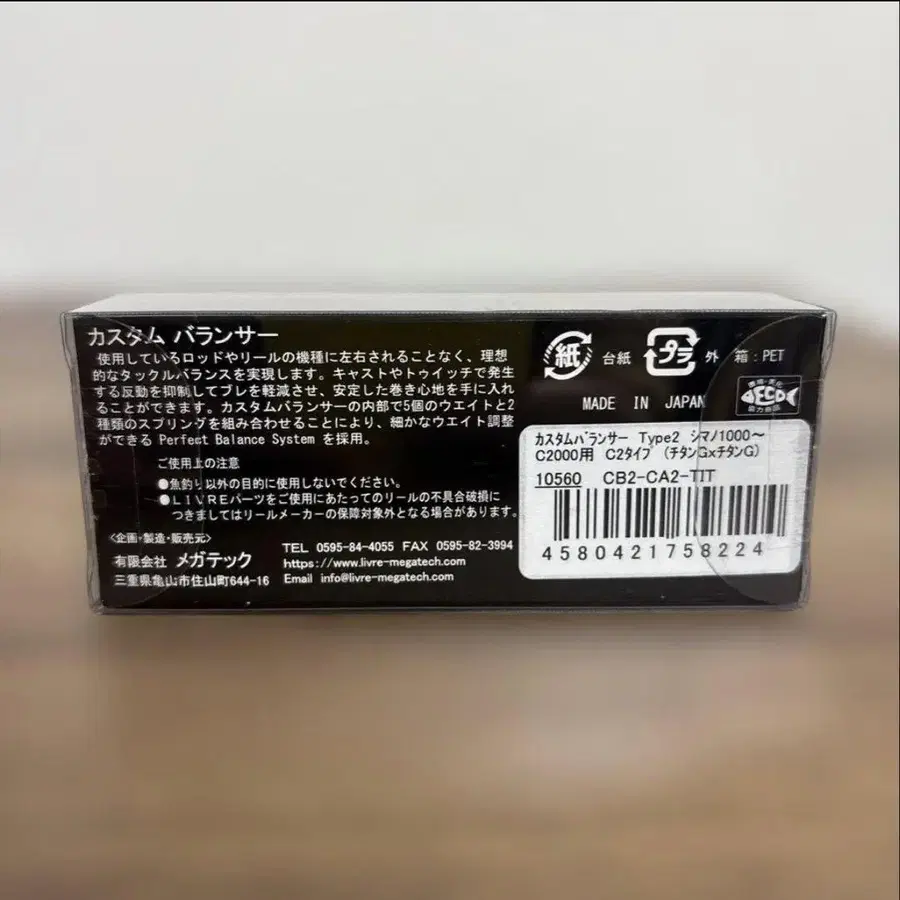 カスタム バランサー
使用しているロッドやリールの機種に左右されることなく、理想
的なタックルバランスを実現します。キャストやトゥイッチで発生
する反動を抑制してブレを軽減させ、安定した巻き心地を手に入れ
ることができます。カスタムバランサーの内部で5個のウエイトと2
種類のスプリングを組み合わせることにより、細かなウエイト調整
ができる Perfect Balance System を採用。
ご使用上の注意
●魚釣り以外の目的に使用しないでください。
●LIVREパーツをご使用にあたってのリールの不具合破損に
つきましてはリールメーカーの保障対象外となる場合があります。
<企画・製造・販売元>
有限会社 メガテック
三重県亀山市住山町644-16
TEL 0595-84-4055 FAX 0595-82-3994
https://www.livre-megatech.com
Email info@livre-megatech.com
紙 台紙 プラ 外 箱:PET
MADE IN JAPAN
環境・文化
ECO
協力商品
カスタムバランサー Type2 シマノ1000~
C2000用 C2タイプ (チタンGxチタンG)
10560 CB2-CA2-TIT
4580421758224